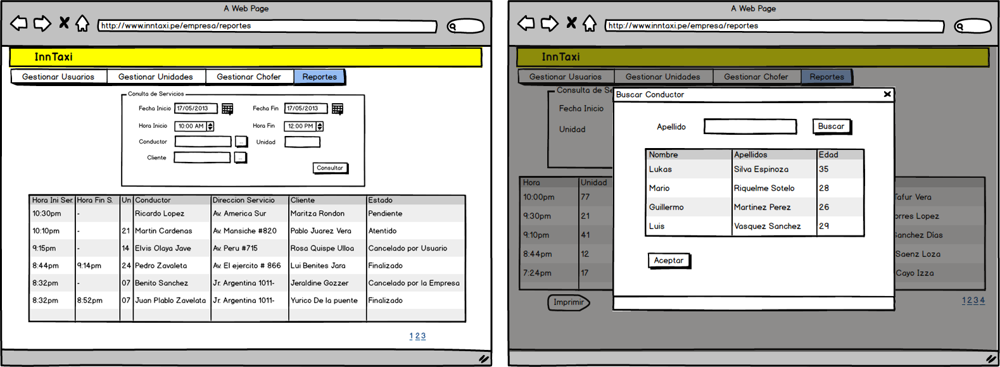 A Web Page
http://www.inntaxi.pe/empresa/reportes
InnTaxi
Gestionar Usuarios Gestionar Unidades Gestionar Chofer Reportes
Conulta de Servicios
Fecha Inicio 17/05/2013 Fecha Fin 17/05/2013
Hora Inicio 10:00 AM Hora Fin 12:00 PM
Conductor ... Unidad
Cliente ...
Consultar
Hora Ini Ser. Hora Fin S. Un Conductor Direccion Servicio Cliente Estado
10:30pm - Ricardo Lopez Av. America Sur Maritza Rondon Pendiente
10:10pm - 21 Martin Cardenas Av. Mansiche #820 Pablo Juarez Vera Atentido
9:15pm - 14 Elvis Olaya Jave Av. Peru #715 Rosa Quispe Ulloa Cancelado por Usuario
8:44pm 9:14pm 24 Pedro Zavaleta Av. El ejercito # 866 Lui Benites Jara Finalizado
8:32pm - 07 Benito Sanchez Jr. Argentina 1011- Jeraldine Gozzer Cancelado por la Empresa
8:32pm 8:52pm 07 Juan Plablo Zavelata Jr. Argentina 1011- Yurico De la puente Finalizado
1 2 3
A Web Page
http://www.inntaxi.pe/empresa/reportes
InnTaxi
Gestionar Usuarios Gestionar Unidades Gestionar Chofer Reportes
Consulta de Se
Fecha Inicio
Unidad
Hora Unidad
10:00pm 77 Tafur Vera
9:30pm 21 orres Lopez
9:10pm 41 Sanchez Días
8:44pm 12 Saenz Loza
7:24pm 17 Cayo Izza
Imprimir
1 2 3 4
Buscar Conductor
Apellido Buscar
Nombre Apellidos Edad
Lukas Silva Espinoza 35
Mario Riquelme Sotelo 28
Guillermo Martinez Perez 26
Luis Vasquez Sanchez 29
Aceptar